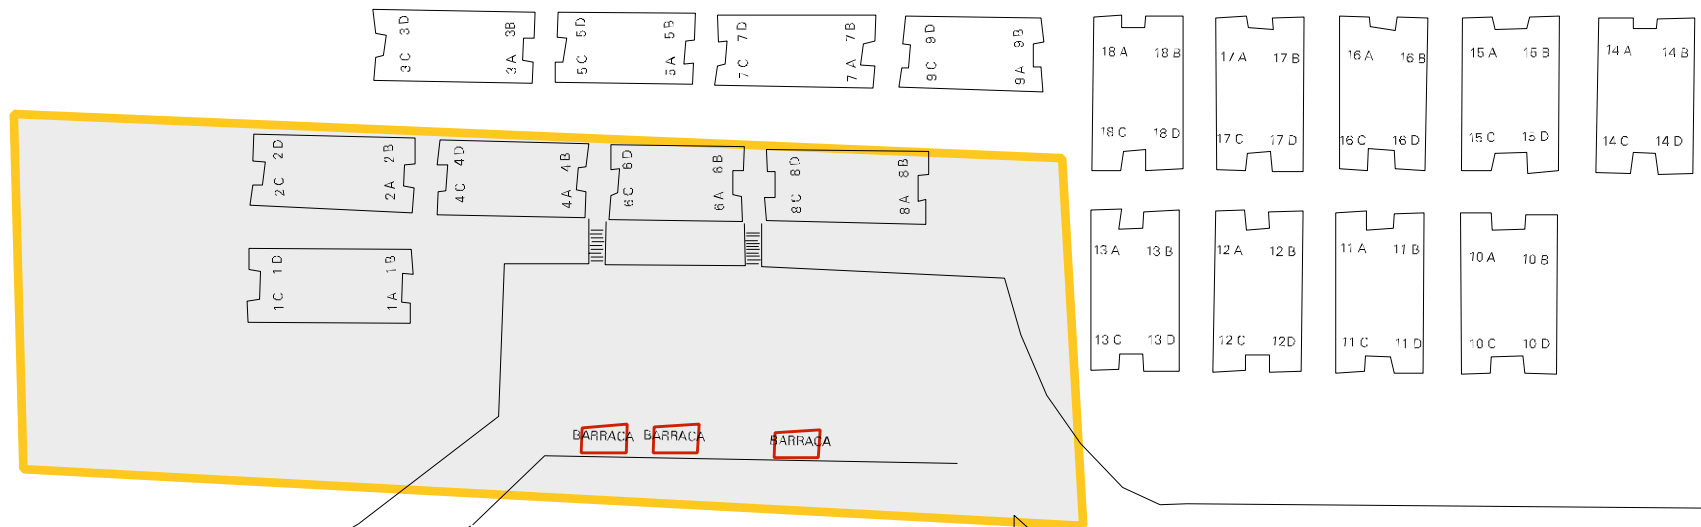 3D 3B 5D 5B 7D 7B 9D 9B
3C 3A 5C 5A 7C 7A 9C 9A
18 A 18 B 17 A 17 B 16 A 16 B 15 A 15 B 14 A 14 B
18 C 18 D 17 C 17 D 16 C 16 D 15 C 15 D 14 C 14 D
2D 2B 4D 4B 6D 6B 8D 8B
2C 2A 4C 4A 6C 6A 8C 8A
13 A 13 B 12 A 12 B 11 A 11 B 10 A 10 B
1D 1B
1C 1A
13 C 13 D 12 C 12D 11 C 11 D 10 C 10 D
BARRACA BARRACA BARRACA